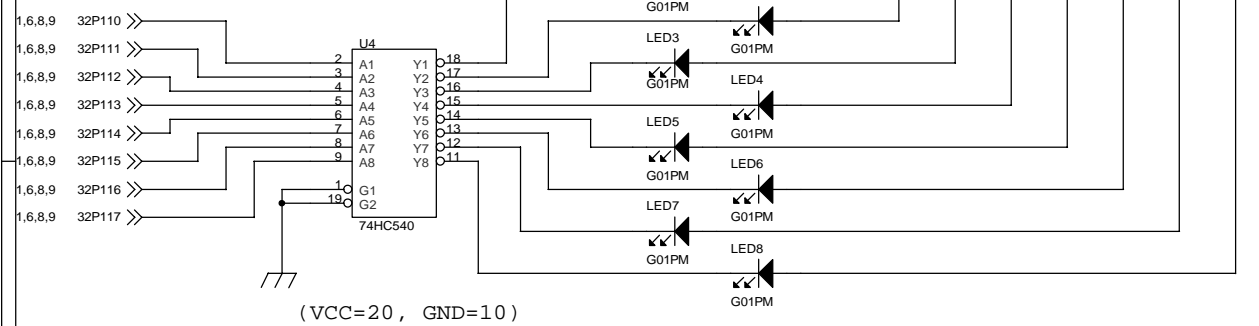 G01PM
1,6,8,9 32P110
G01PM
LED3
1,6,8,9 32P111
U4
G01PM
LED4
1,6,8,9 32P112
G01PM
1,6,8,9 32P113
LED5
1,6,8,9 32P114
G01PM
LED6
1,6,8,9 32P115
G01PM
1,6,8,9 32P116
LED7
1,6,8,9 32P117
G01PM
LED8
G01PM
2 A1 Y1 18
3 A2 Y2 17
4 A3 Y3 16
5 A4 Y4 15
6 A5 Y5 14
7 A6 Y6 13
8 A7 Y7 12
9 A8 Y8 11
1 G1
19 G2
74HC540
(VCC=20, GND=10)